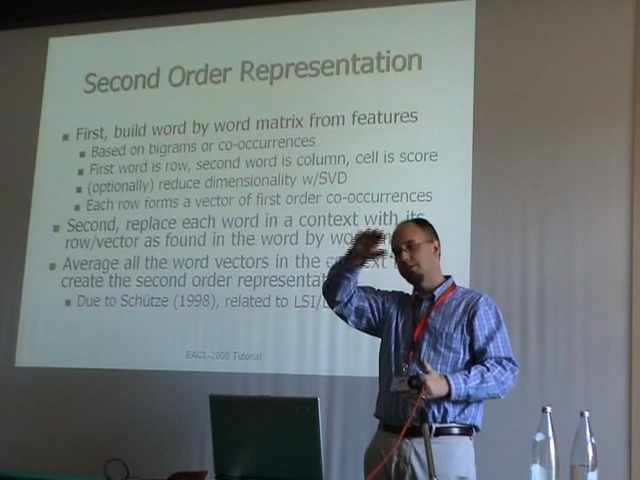 Second Order Representation
First, build word by word matrix from features
Based on bigrams or co-occurrences
First word is row, second word is column, cell is score
(optionally) reduce dimensionality w/SVD
Each row forms a vector of first order co-occurrences
Second, replace each word in a context with its
row/vector as found in the word by
Average all the word vectors in the
create the second order
Due to Schütze (1998), related to
EACL-2006 Tutorial